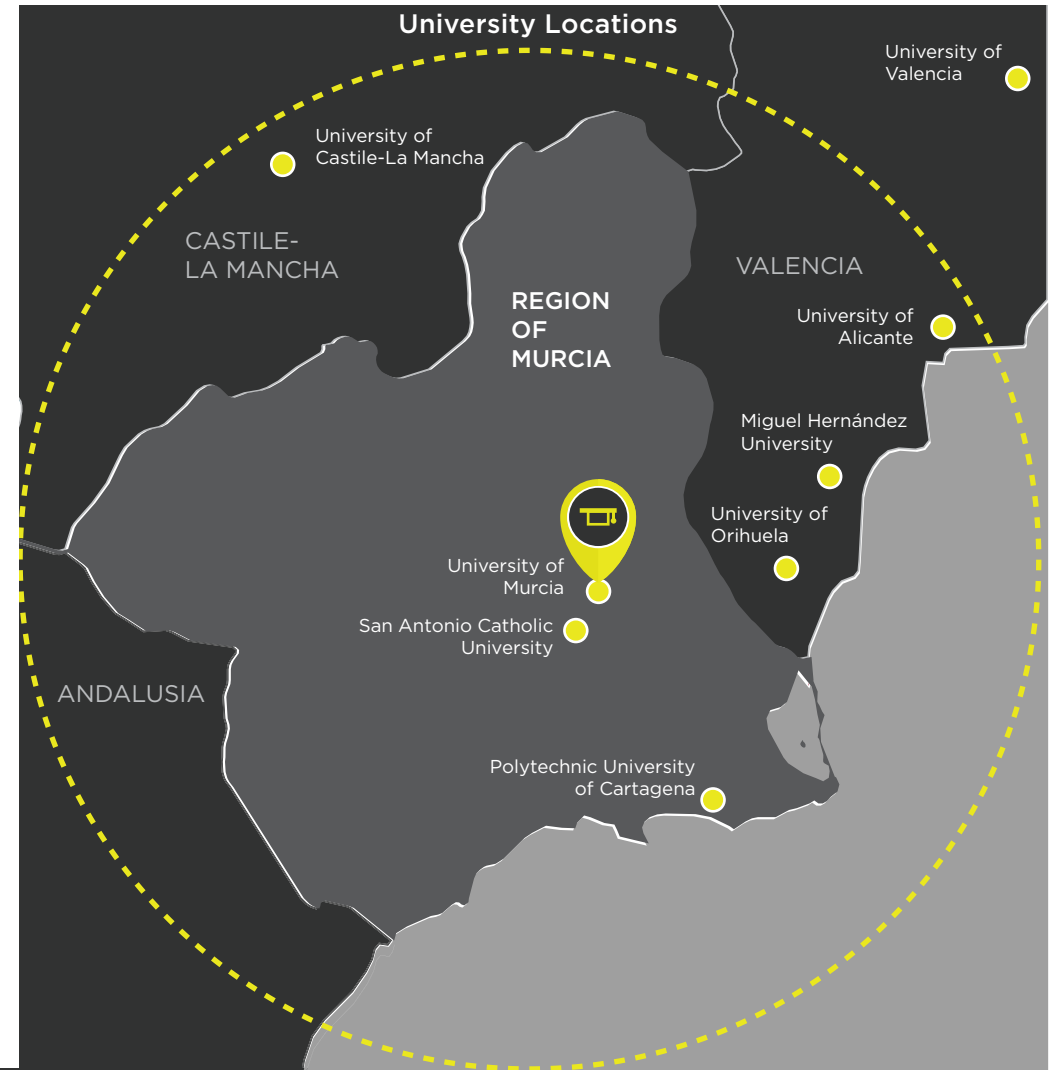 University Locations
University of
Valencia
University of
Castile-La Mancha
CASTILE-
LA MANCHA
VALENCIA
REGION
OF
MURCIA
University of
Alicante
Miguel Hernández
University
University of
Orihuela
University of
Murcia
San Antonio Catholic
University
ANDALUSIA
Polytechnic University
of Cartagena